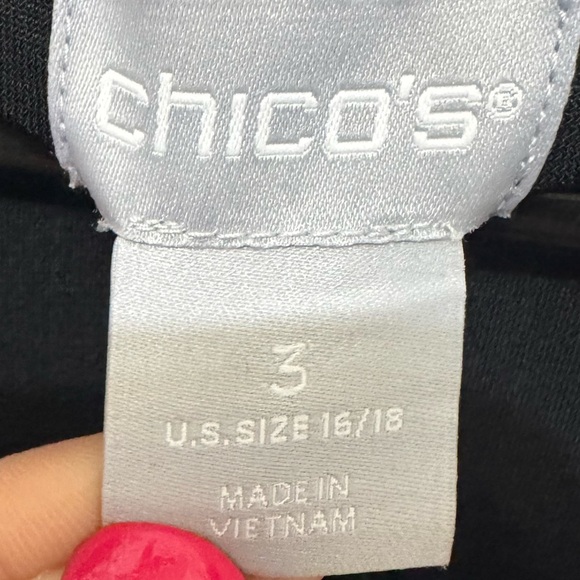 chico's®
3
U.S. SIZE 16/18
MADE IN
VIETNAM